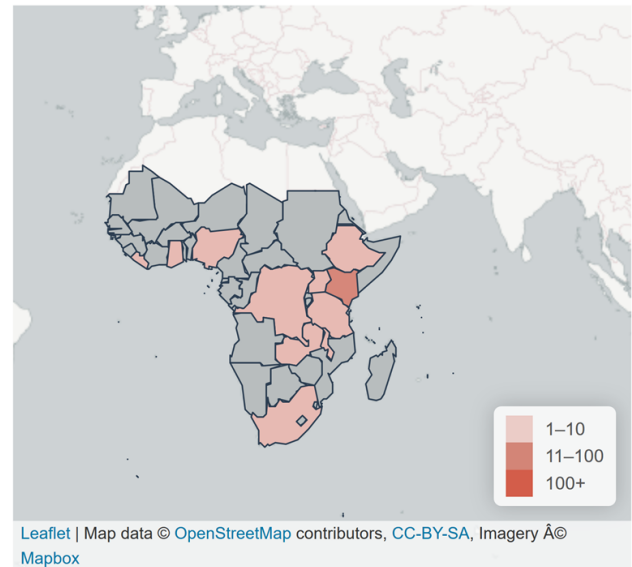 1–10
11–100
100+
Leaflet | Map data © OpenStreetMap contributors, CC-BY-SA, Imagery Â©
Mapbox